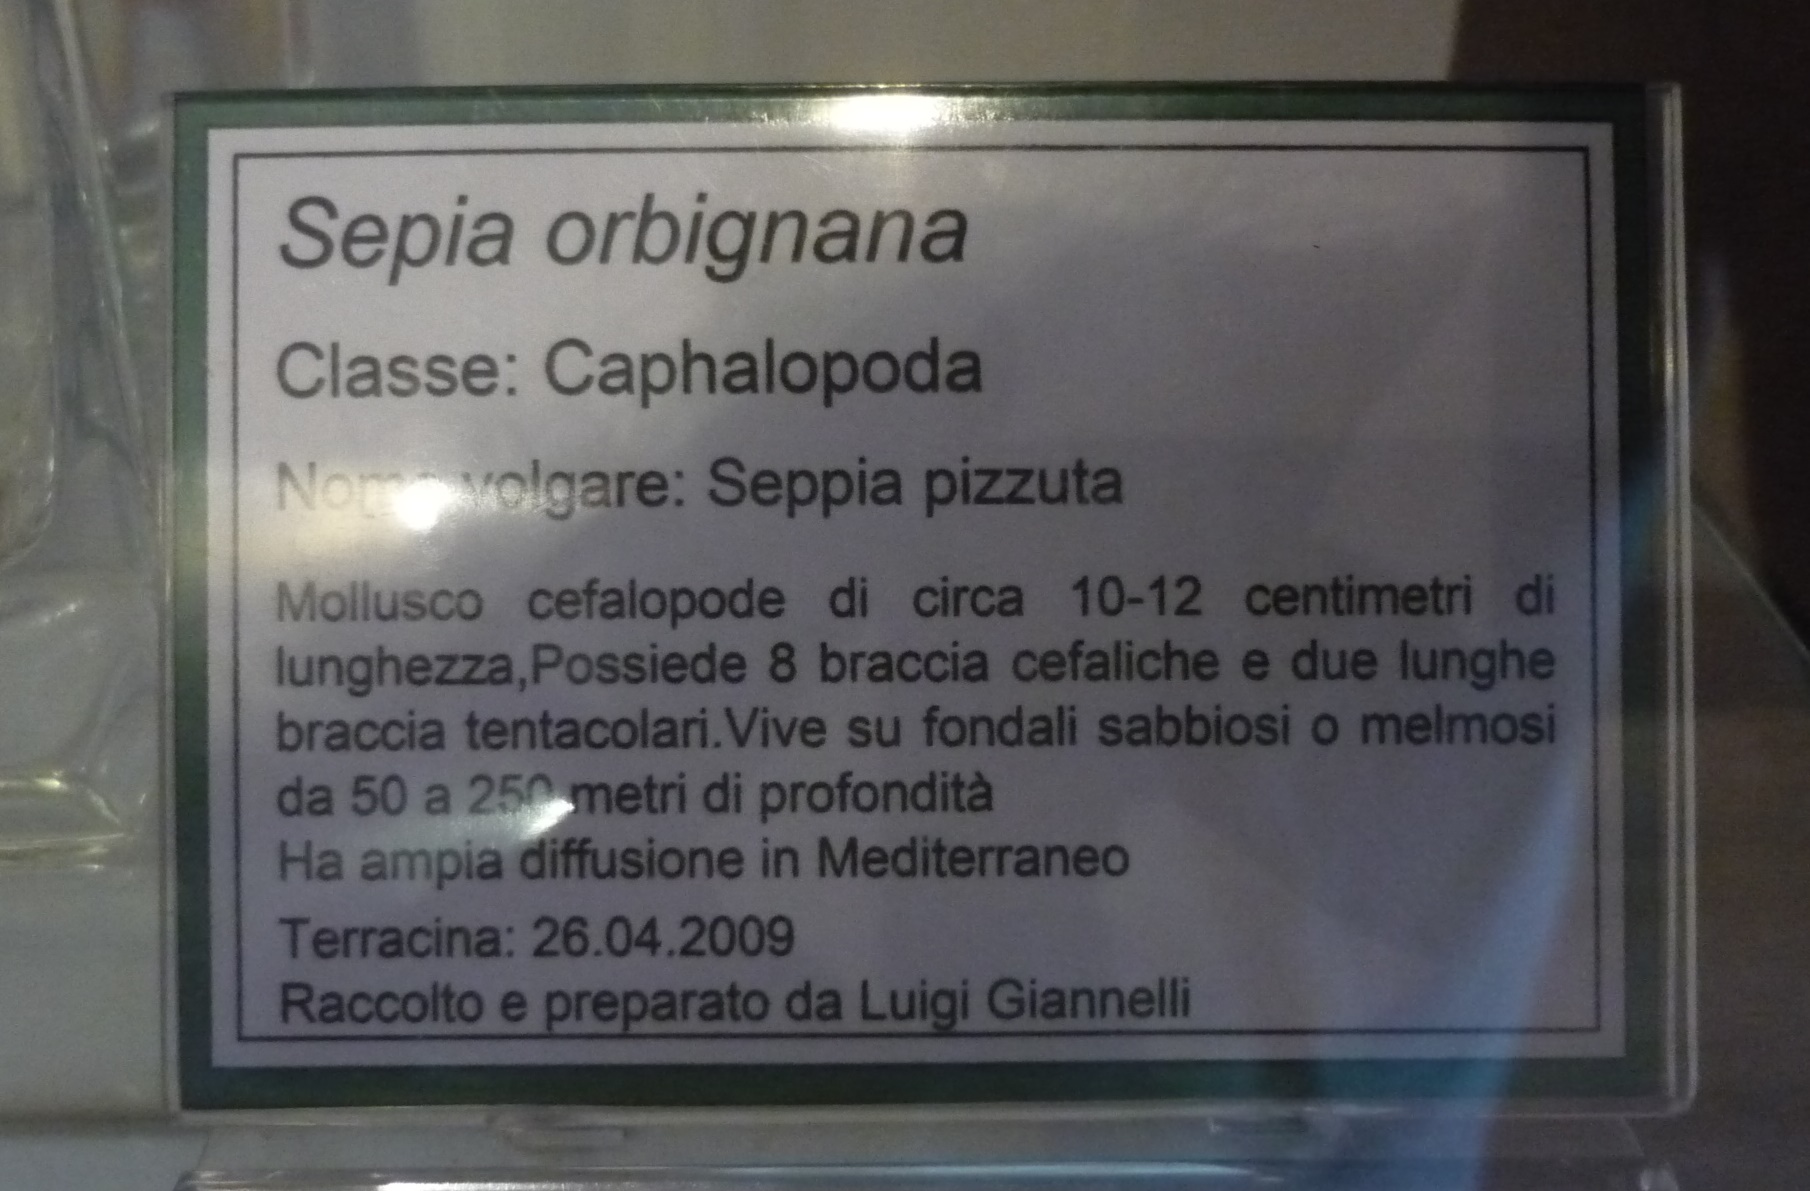 Sepia orbignana
Classe: Caphalopoda
Nome volgare: Seppia pizzuta
Mollusco cefalopode di circa 10-12 centimetri di
lunghezza,Possiede 8 braccia cefaliche e due lunghe
braccia tentacolari.Vive su fondali sabbiosi o melmosi
da 50 a 250 metri di profondità
Ha ampia diffusione in Mediterraneo
Terracina: 26.04.2009
Raccolto e preparato da Luigi Giannelli